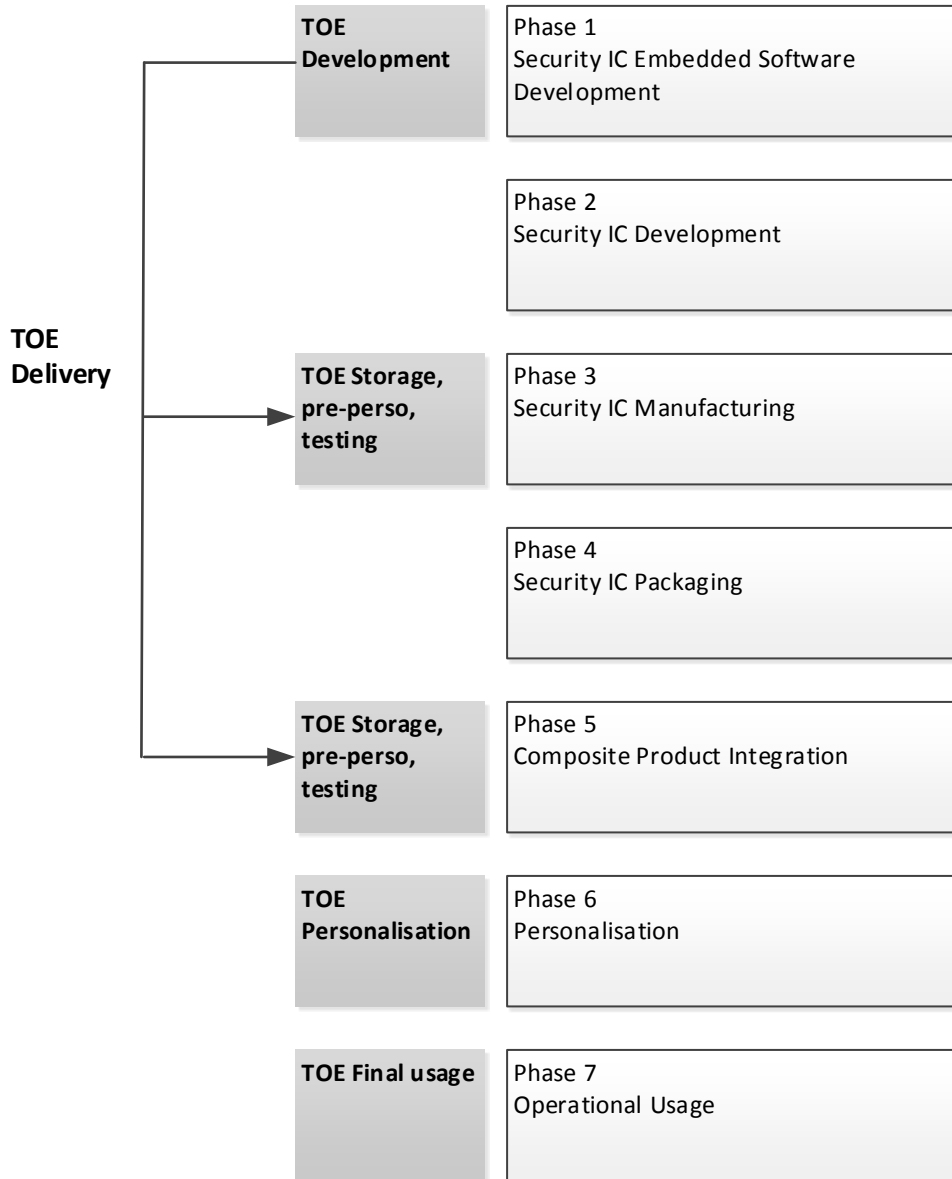 TOE
Development
Phase 1
Security IC Embedded Software
Development
Phase 2
Security IC Development
TOE
Delivery
TOE Storage,
pre-perso,
testing
Phase 3
Security IC Manufacturing
Phase 4
Security IC Packaging
TOE Storage,
pre-perso,
testing
Phase 5
Composite Product Integration
TOE
Personalisation
Phase 6
Personalisation
TOE Final usage
Phase 7
Operational Usage